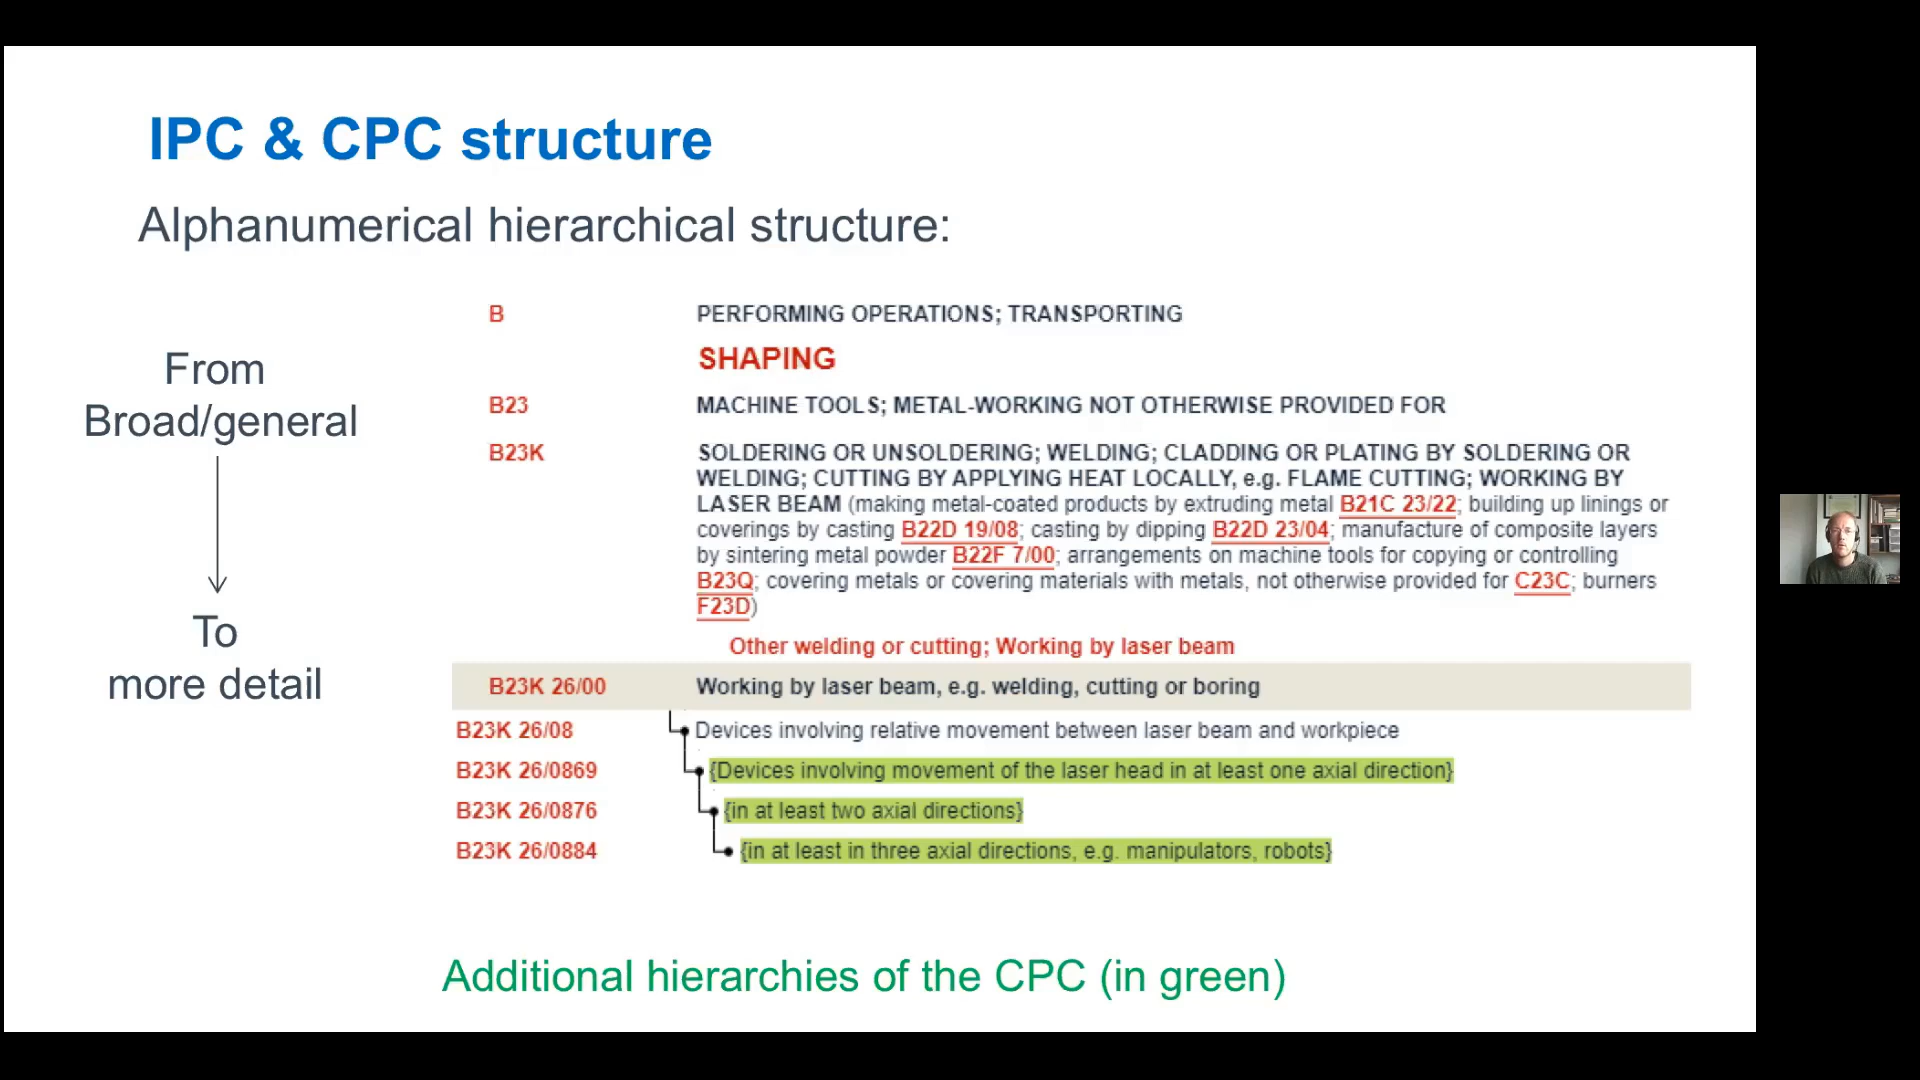 IPC & CPC structure
Alphanumerical hierarchical structure:
From
Broad/general
To
more detail
B PERFORMING OPERATIONS; TRANSPORTING
SHAPING
B23 MACHINE TOOLS; METAL-WORKING NOT OTHERWISE PROVIDED FOR
B23K SOLDERING OR UNSOLDERING; WELDING; CLADDING OR PLATING BY SOLDERING OR
WELDING; CUTTING BY APPLYING HEAT LOCALLY, e.g. FLAME CUTTING; WORKING BY
LASER BEAM (making metal-coated products by extruding metal B21C 23/22; building up linings or
coverings by casting B22D 19/08; casting by dipping B22D 23/04; manufacture of composite layers
by sintering metal powder B22F 7/00; arrangements on machine tools for copying or controlling
B23Q; covering metals or covering materials with metals, not otherwise provided for C23C; burners
F23D)
Other welding or cutting; Working by laser beam
B23K 26/00 Working by laser beam, e.g. welding, cutting or boring
B23K 26/08 Devices involving relative movement between laser beam and workpiece
B23K 26/0869 {Devices involving movement of the laser head in at least one axial direction}
B23K 26/0876 {in at least two axial directions}
B23K 26/0884 {in at least in three axial directions, e.g. manipulators, robots}
Additional hierarchies of the CPC (in green)